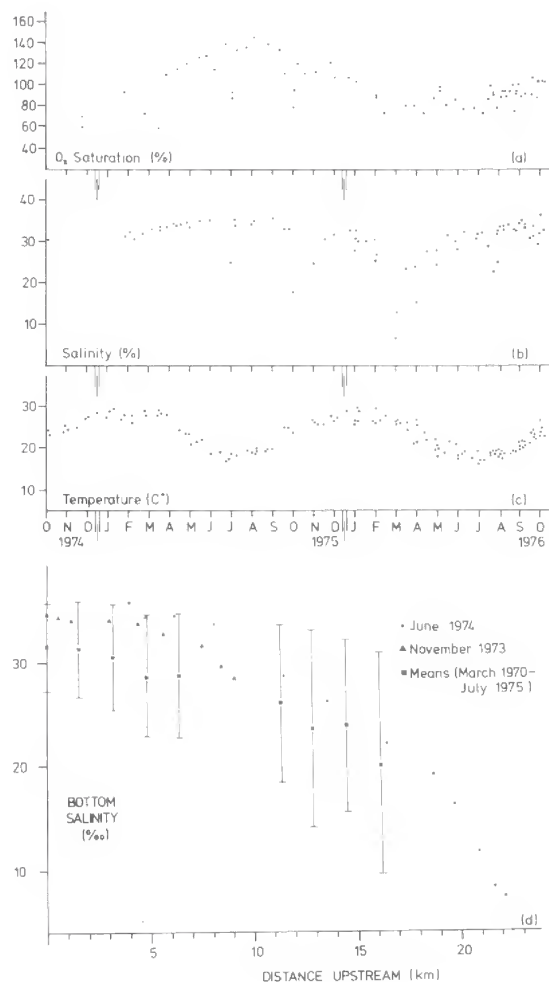 160
140
120
100
80
60
40
O₂ Saturation (%)
(a)
40
30
20
Salinity (%)
(b)
30
20
10
Temperature (C°)
(c)
O N D J F M A M J J A S O N D J F M A M J J A S O
1974 1975 1976
June 1974
November 1973
Means (March 1970–
July 1975)
30
20
10
BOTTOM
SALINITY
(‰)
(d)
5 10 15 20
DISTANCE UPSTREAM (km)